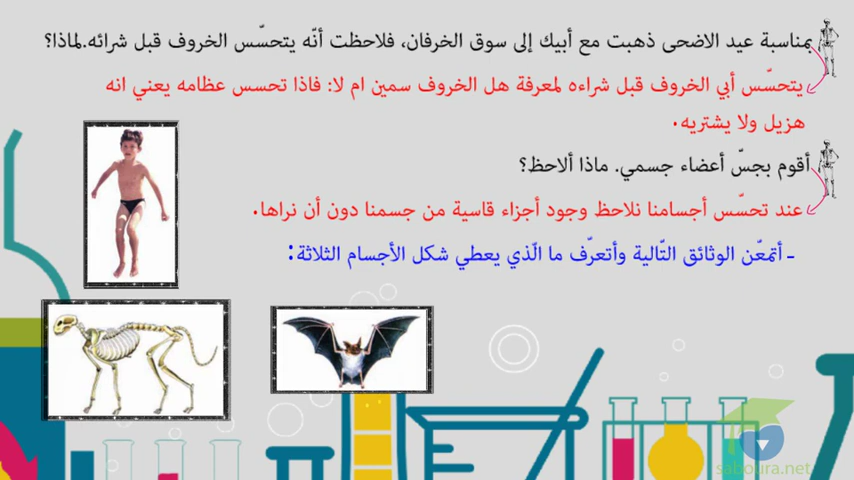 بمناسبة عيد الاضحى ذهبت مع أبيك إلى سوق الخرفان، فلاحظت أنّه يتحسّس الخروف قبل شرائه.لماذا؟
يتحسّس أبي الخروف قبل شراءه لمعرفة هل الخروف سمين ام لا: فاذا تحسس عظامه يعني انه
هزيل ولا يشتريه.
أقوم بجسّ أعضاء جسمي. ماذا ألاحظ؟
عند تحسّس أجسامنا نلاحظ وجود أجزاء قاسية من جسمنا دون أن نراها.
- أتمعّن الوثائق التّالية وأتعرّف ما الّذي يعطي شكل الأجسام الثلاثة:
saboura.net